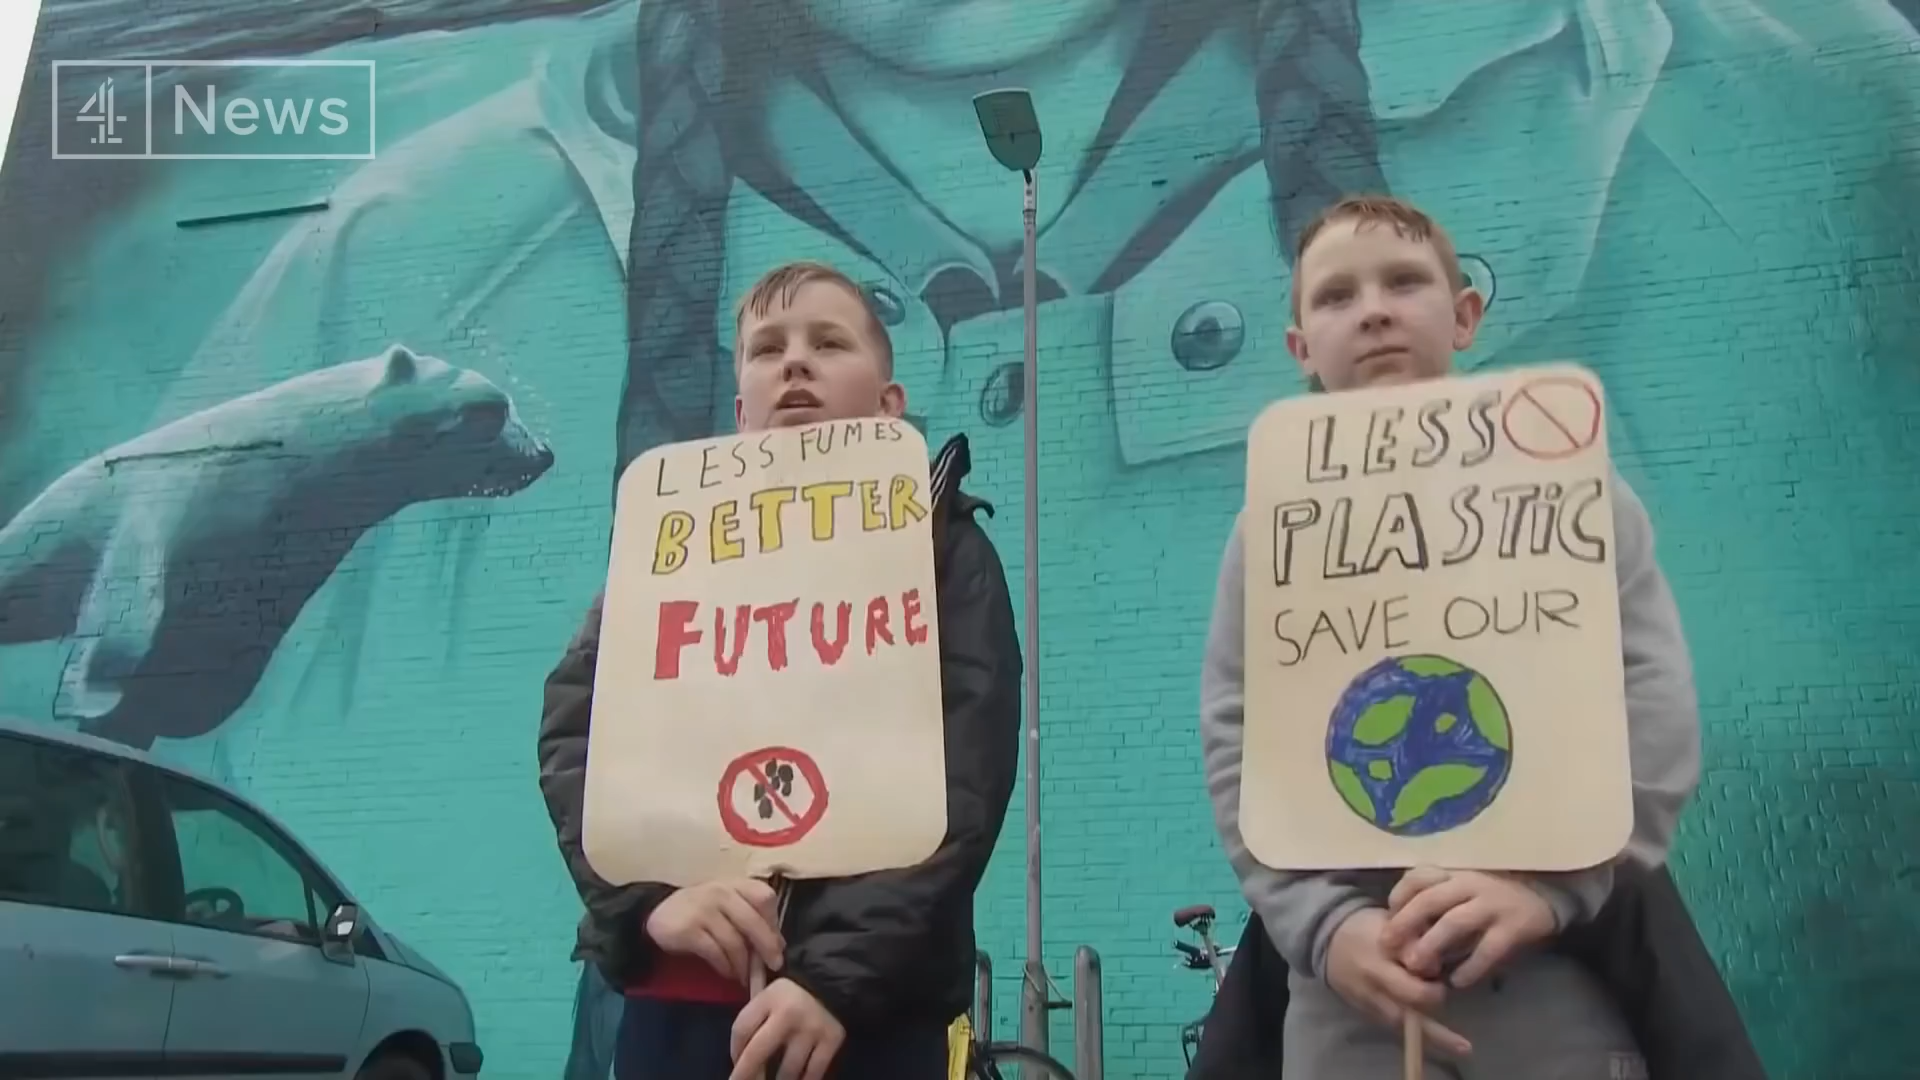 4 News
LESS FUMES
BETTER
FUTURE
LESS
PLASTiC
SAVE OUR